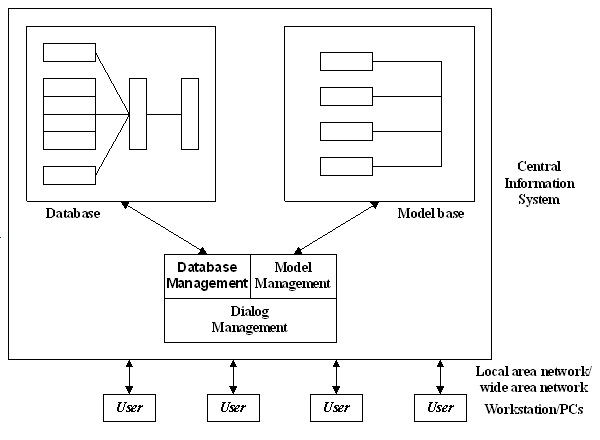 Database
Model base
Central
Information
System
Database
Management
Model
Management
Dialog
Management
Local area network/
wide area network
User
User
User
User
Workstation/PCs